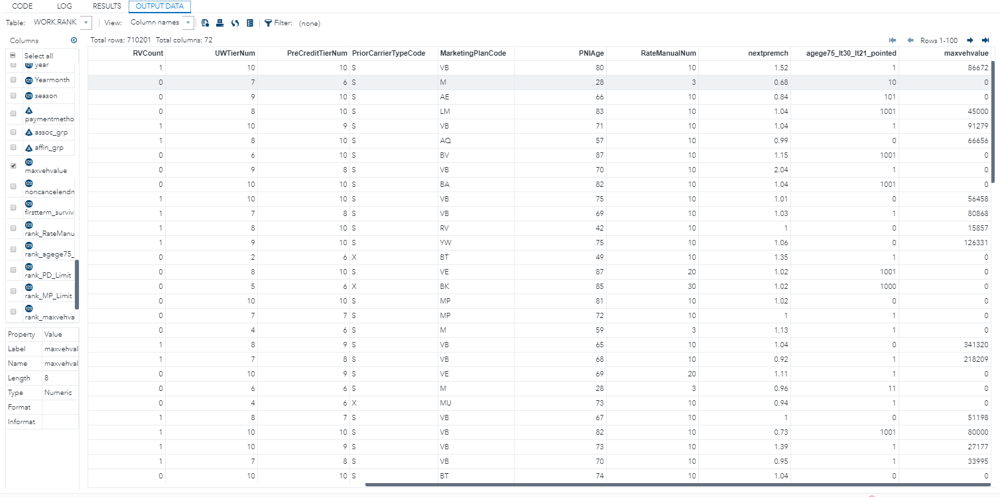 CODE LOG RESULTS OUTPUT DATA
Table: WORK.RANK View: Column names Filter: (none)
Columns
Total rows: 710201 Total columns: 72 Rows 1-100
Select all
year
Yearmonth
season
paymentmetho
assoc_grp
affin_grp
maxvehvalue
noncancelendn
firstterm_surviv
rank_RateManu
rank_agege75_
rank_PD_Limit
rank_MP_Limit
rank_maxvehva
Property Value
Label maxvehval
Name maxvehval
Length 8
Type Numeric
Format
Informat
RVCount UWTierNum PreCreditTierNum PriorCarrierTypeCode MarketingPlanCode PNIAge RateManualNum nextpremch agege75_lt30_lt21_pointed maxvehvalue
1 10 10 S VB 80 10 1.52 1 86672
0 7 6 S M 28 3 0.68 10 0
0 9 10 S AE 66 10 0.84 101 0
0 8 10 S LM 83 10 1.04 1001 45000
1 10 9 S VB 71 10 1.04 1 91279
1 8 10 S AQ 57 10 0.99 0 66656
0 6 10 S BV 87 10 1.15 1001 0
0 9 8 S VB 70 10 2.04 1 0
0 10 10 S BA 82 10 1.04 1001 0
1 10 10 S VB 75 10 1.01 0 56458
1 7 8 S VB 69 10 1.03 1 80868
1 8 10 S RV 42 10 1 0 15857
1 9 10 S YW 75 10 1.06 0 126331
0 2 6 X BT 49 10 1.35 1 0
0 8 10 S VE 87 20 1.02 1001 0
0 5 6 X BK 85 30 1.02 1000 0
0 10 10 S MP 81 10 1.02 0 0
0 7 7 S MP 72 10 1 1 0
0 4 6 S M 59 3 1.13 1 0
1 8 9 S VB 65 10 1.04 0 341320
1 7 8 S VB 68 10 0.92 1 218209
0 10 9 S VE 69 20 1.11 1 0
0 6 6 S M 28 3 0.96 11 0
0 4 6 X MU 73 10 0.94 1 0
1 8 7 S VB 67 10 1 0 51198
1 10 10 S VB 82 10 0.73 1001 80000
1 10 9 S VB 73 10 1.39 1 27177
1 7 8 S VB 70 10 0.95 1 33995
0 10 10 S BT 74 10 1.04 0 0